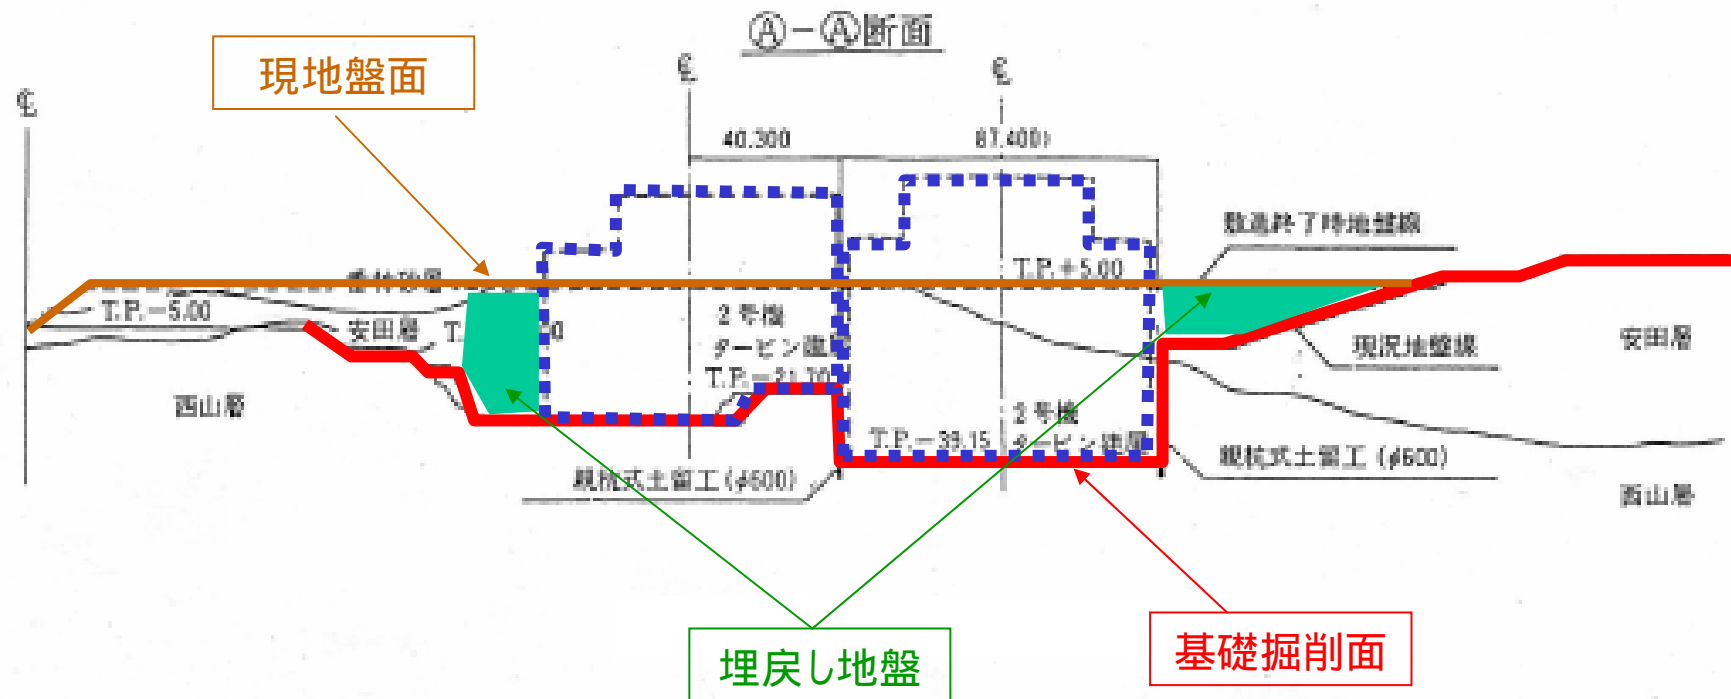 Ⓐ－Ⓐ断面
現地盤面
℄
℄
℄
40.300
87.400
敷造終了時地盤線
T.P.+5.00
T.P.－5.00
安田層
T.
2号機
タービン建屋
T.P.－21.70
現況地盤線
安田層
西山層
2号機
T.P.－39.15
タービン建屋
親杭式土留工(φ600)
親杭式土留工(φ600)
西山層
埋戻し地盤
基礎掘削面